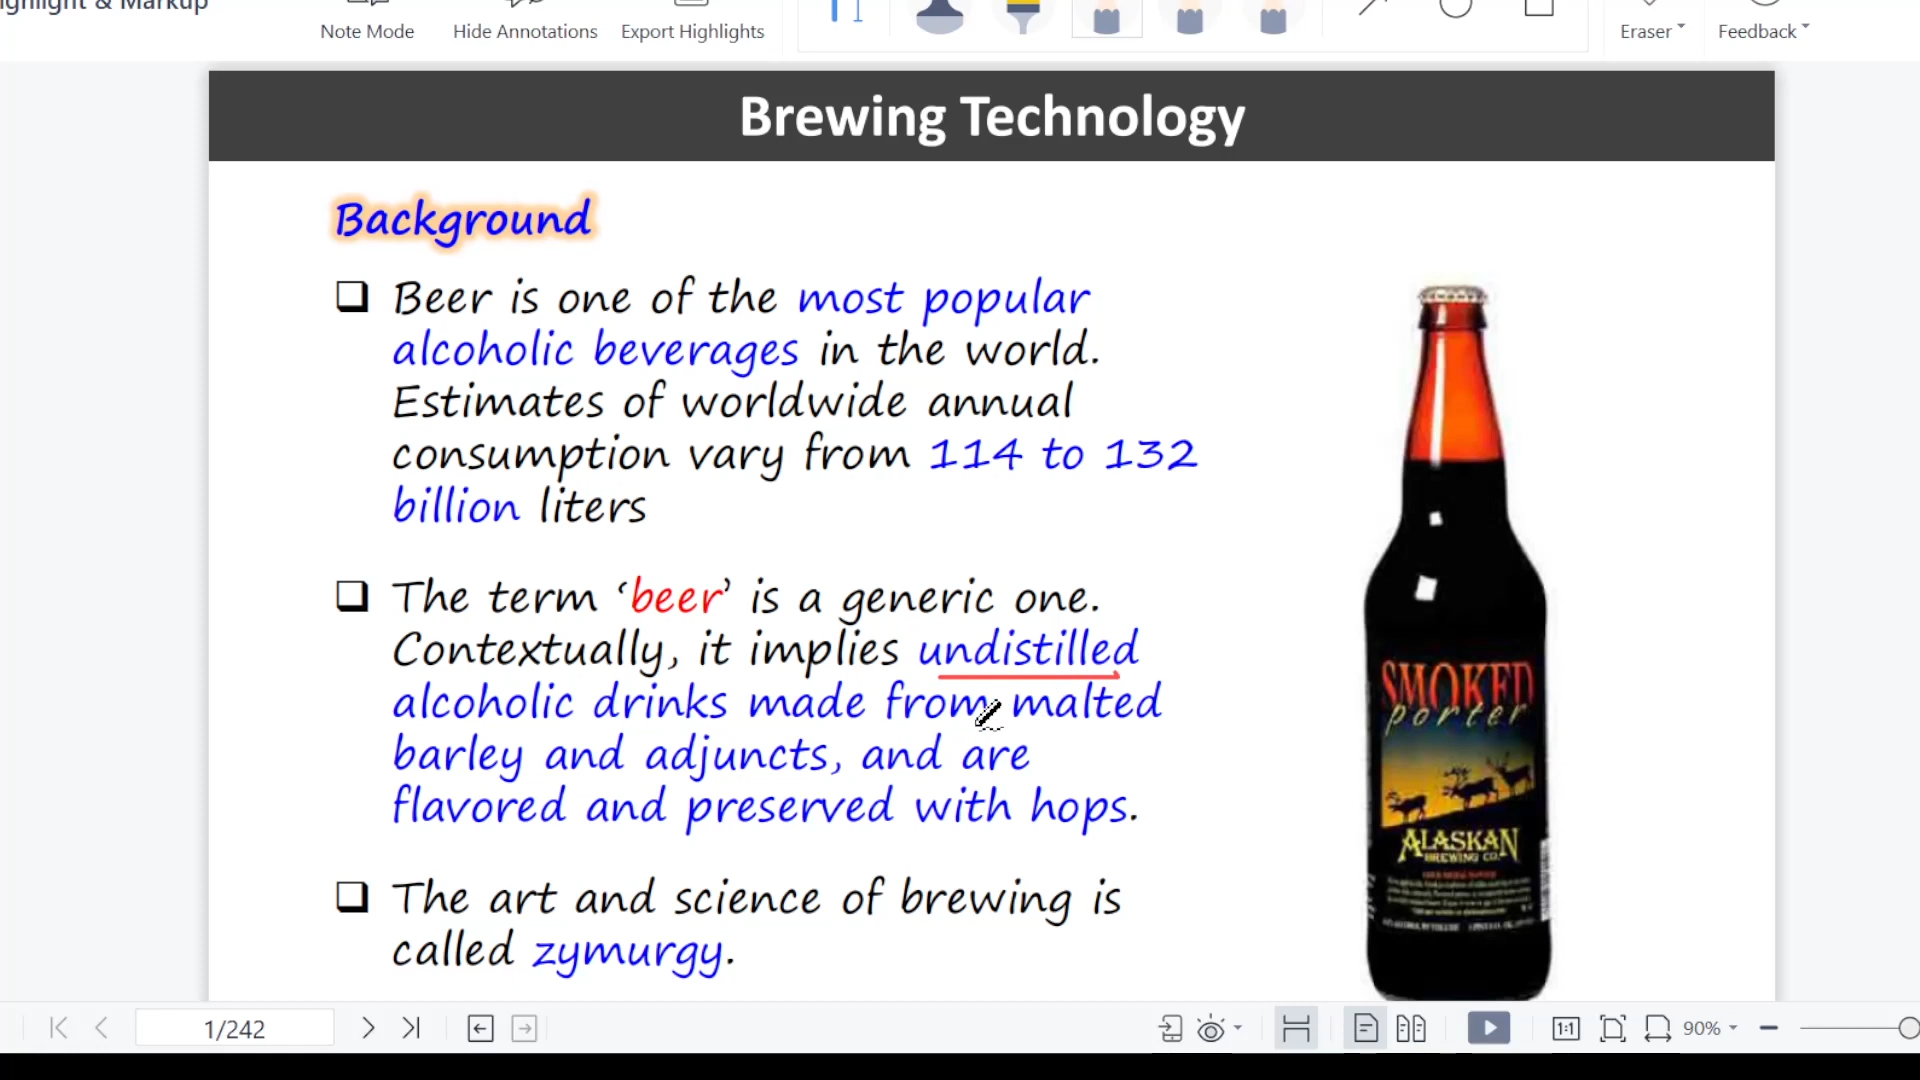 ghlight & Markup
Note Mode
Hide Annotations
Export Highlights
Eraser
Feedback
Brewing Technology
Background
❑ Beer is one of the most popular
alcoholic beverages in the world.
Estimates of worldwide annual
consumption vary from 114 to 132
billion liters
❑ The term ‘beer’ is a generic one.
Contextually, it implies undistilled
alcoholic drinks made from malted
barley and adjuncts, and are
flavored and preserved with hops.
❑ The art and science of brewing is
called zymurgy.
SMOKED
porter
ALASKAN
BREWING CO.
1/242
1:1
90%